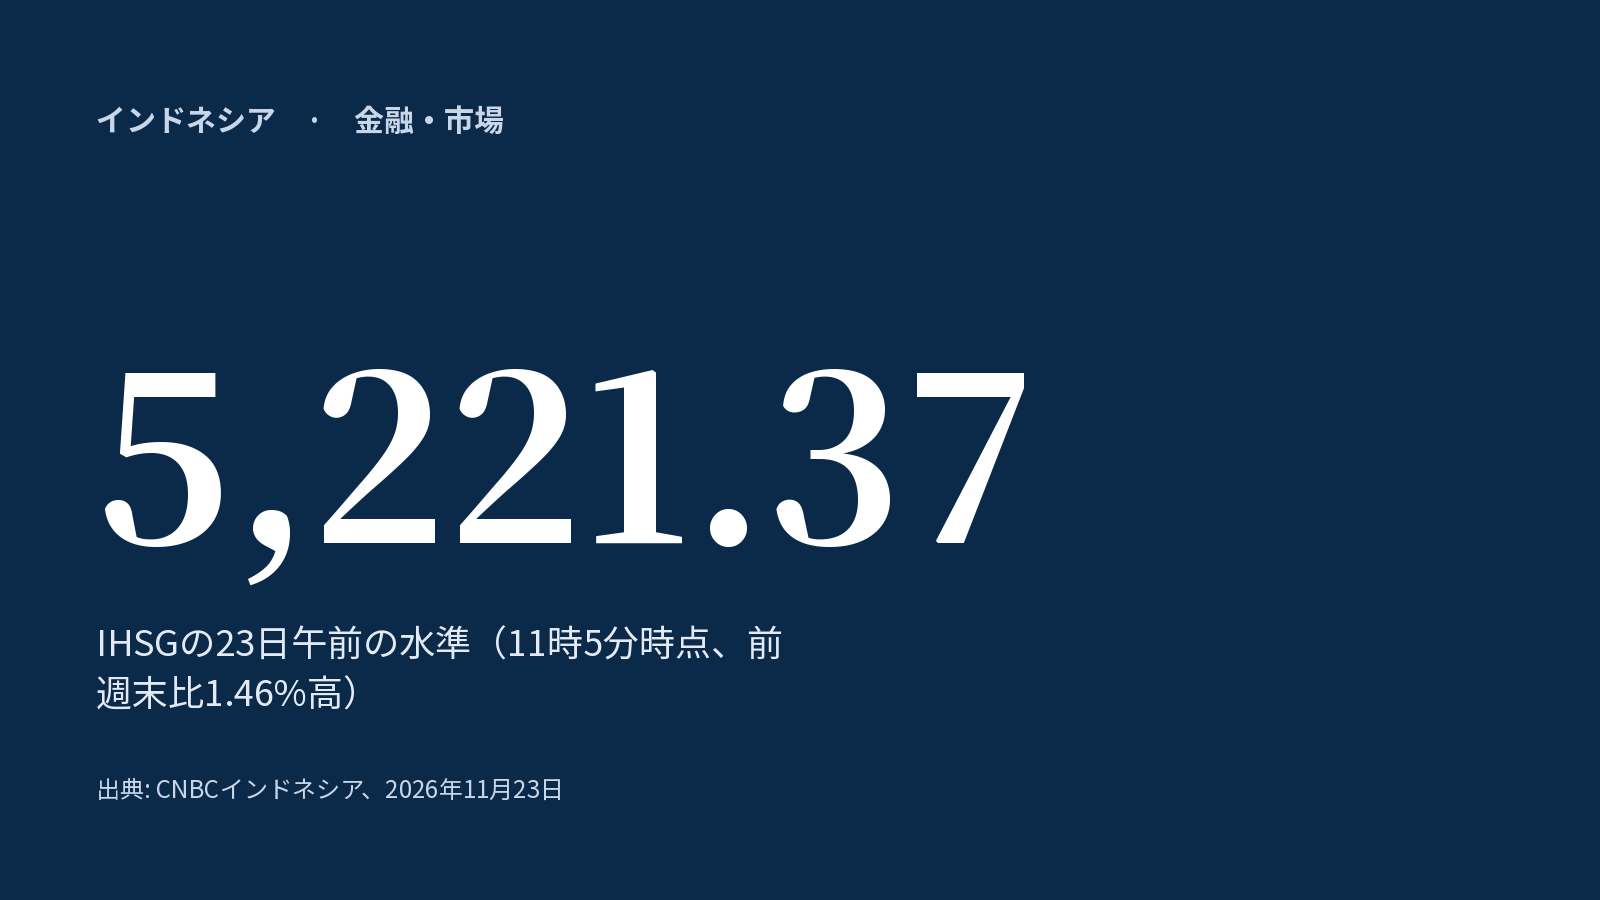 インドネシア · 金融・市場
5,221.37
IHSGの23日午前の水準（11時5分時点、前
週末比1.46%高）
出典: CNBCインドネシア、2026年11月23日